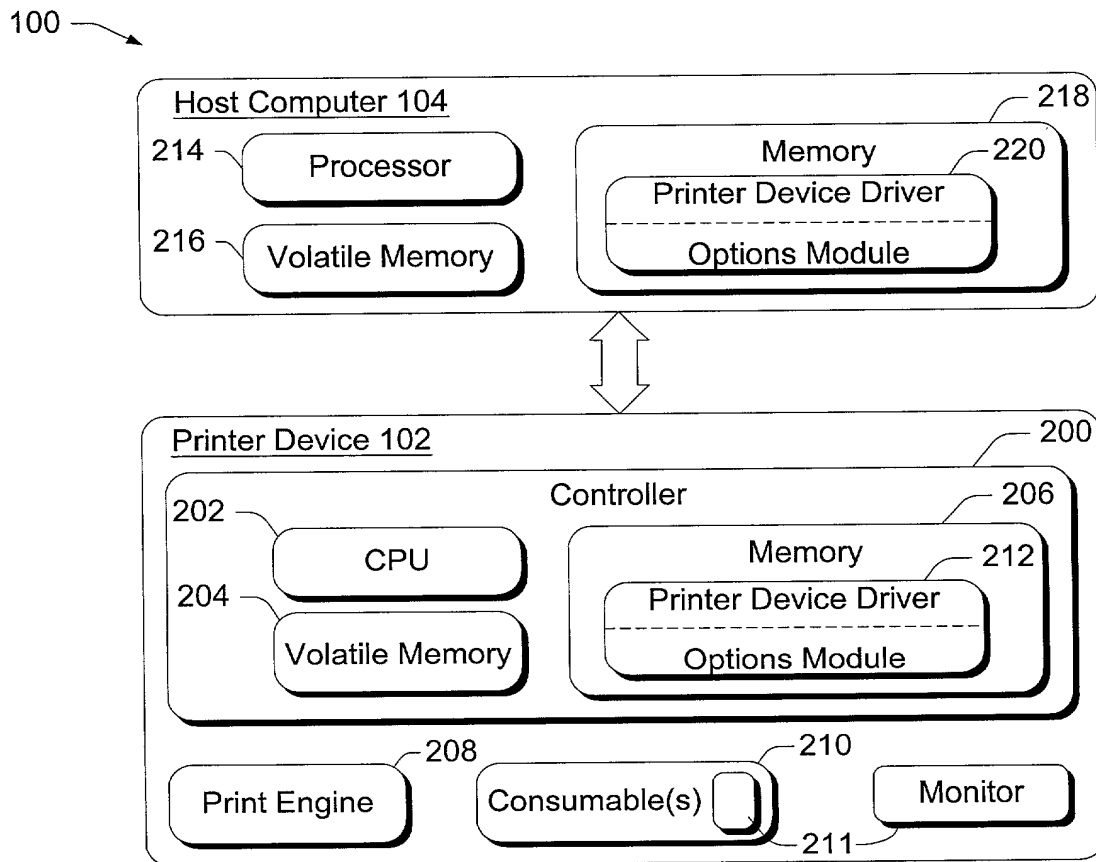 100
Host Computer 104
218
214
Processor
Memory
220
Printer Device Driver
216
Volatile Memory
Options Module
Printer Device 102
200
Controller
202
206
CPU
Memory
212
204
Printer Device Driver
Volatile Memory
Options Module
208
210
Print Engine
Consumable(s)
Monitor
211